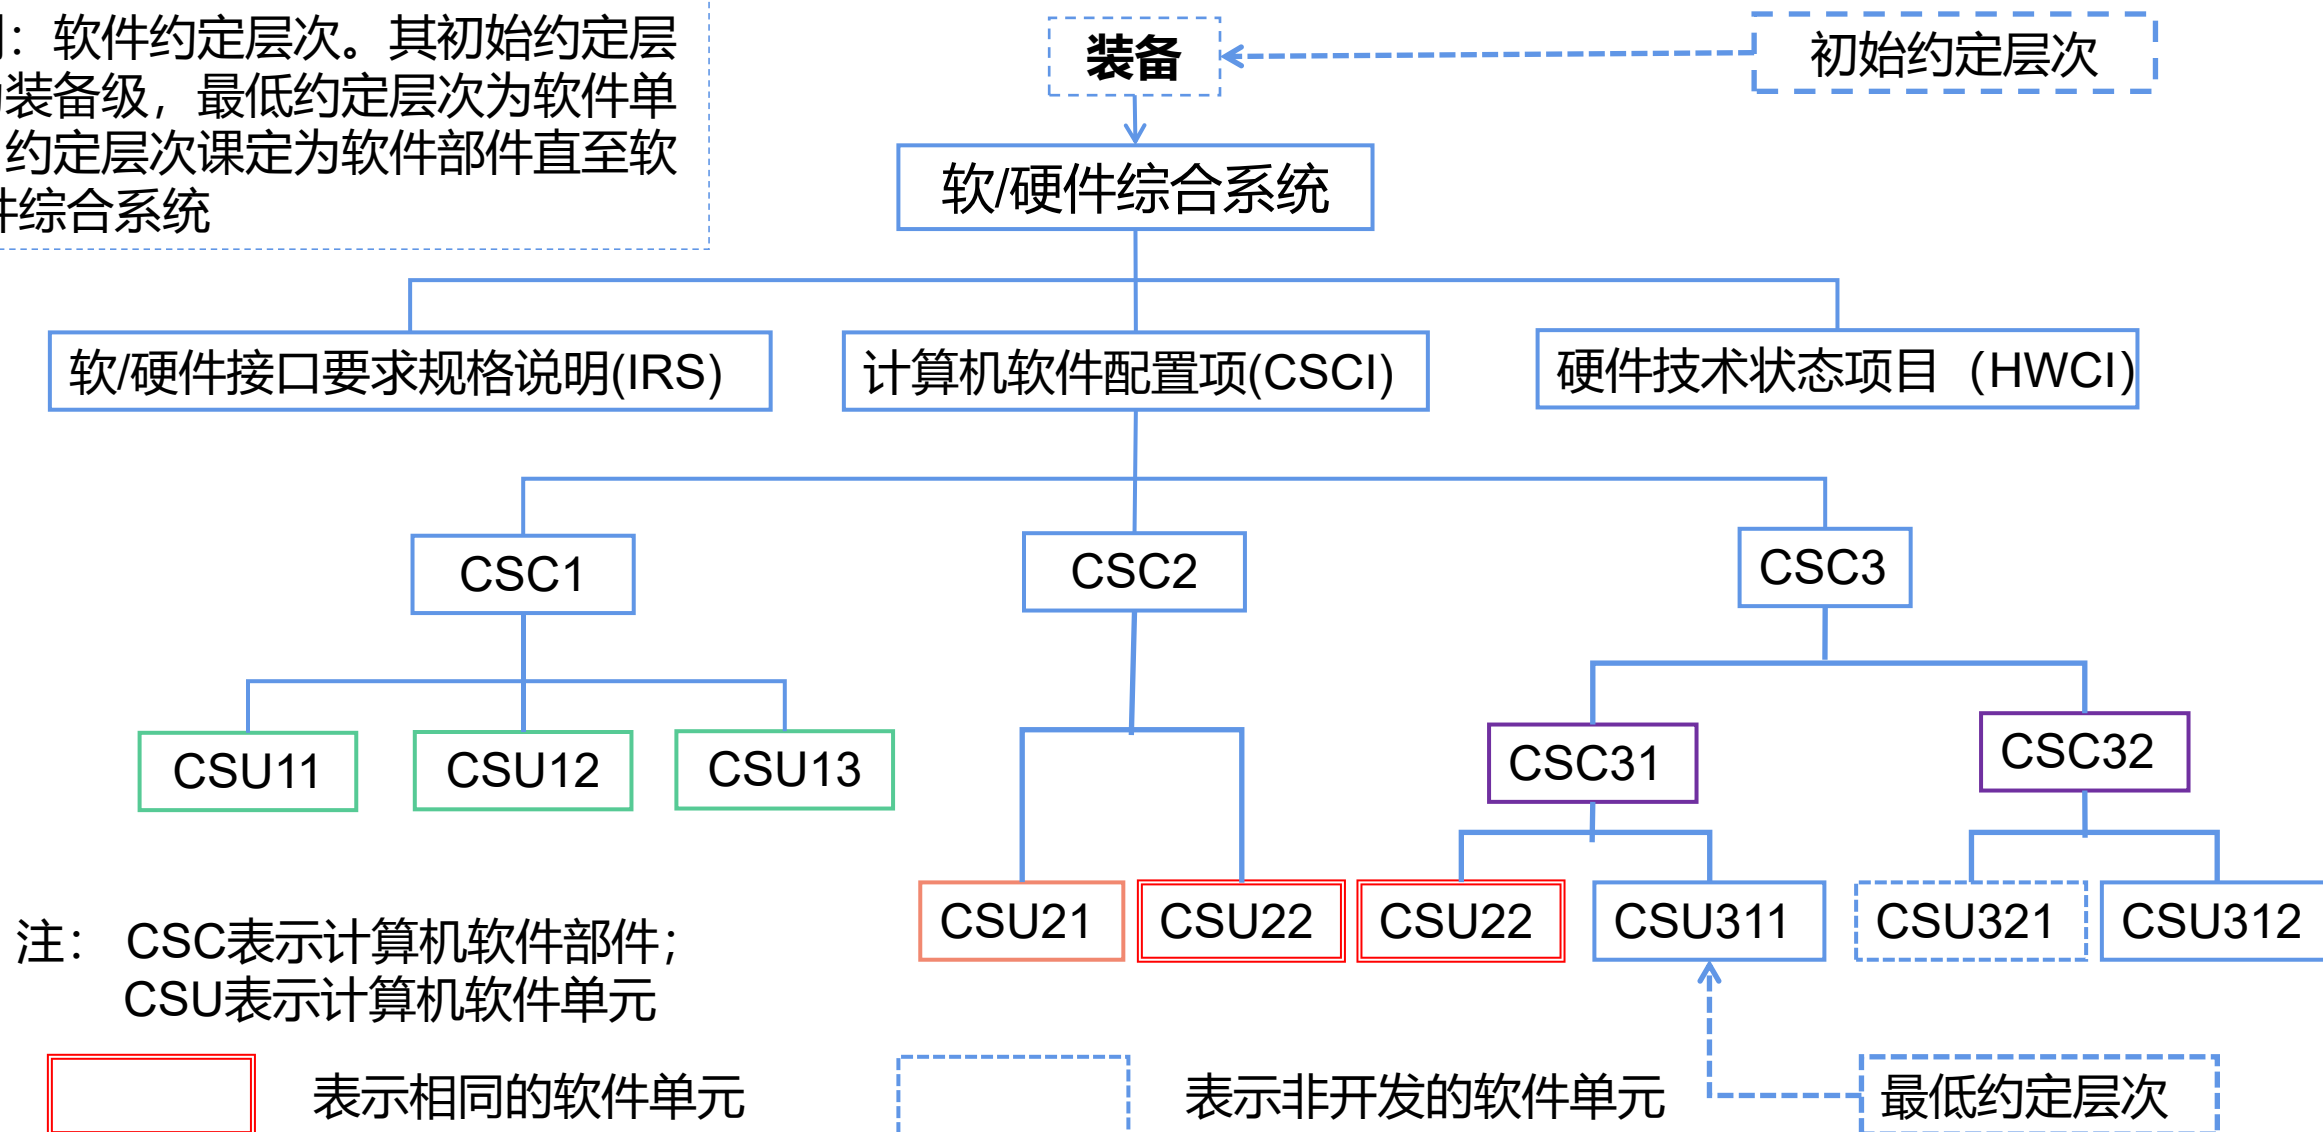 ：软件约定层次。其初始约定层
装备级，最低约定层次为软件单
约定层次课定为软件部件直至软
综合系统
装备
初始约定层次
软/硬件综合系统
软/硬件接口要求规格说明(IRS)
计算机软件配置项(CSCI)
硬件技术状态项目（HWCI)
CSC1
CSC2
CSC3
CSU11
CSU12
CSU13
CSC31
CSC32
CSU21
CSU22
CSU22
CSU311
CSU321
CSU312
注： CSC表示计算机软件部件；
CSU表示计算机软件单元
表示相同的软件单元
表示非开发的软件单元
最低约定层次